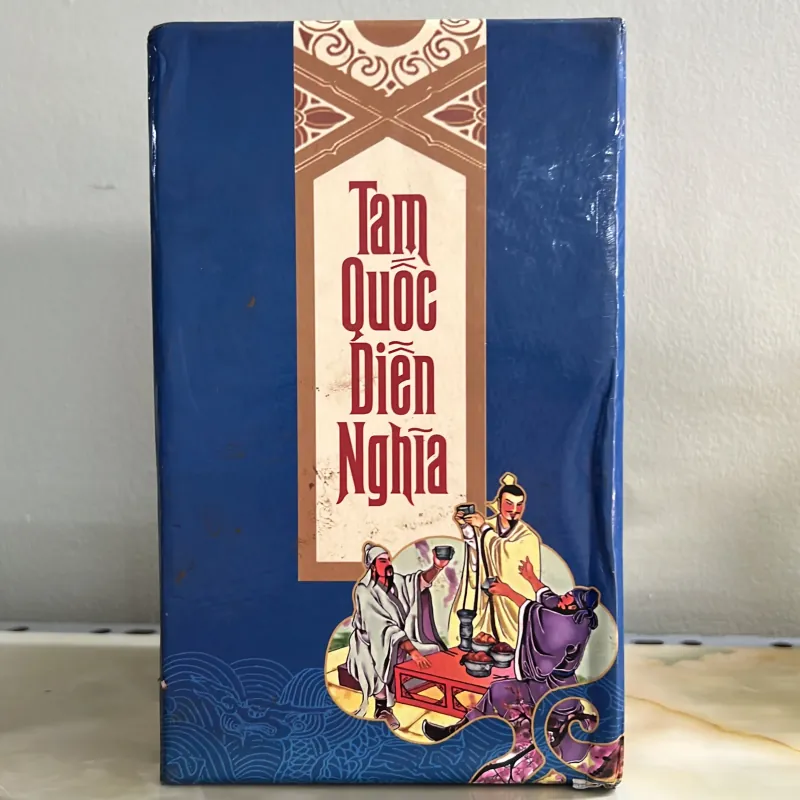 Tam
Quốc
Diễn
Nghĩa